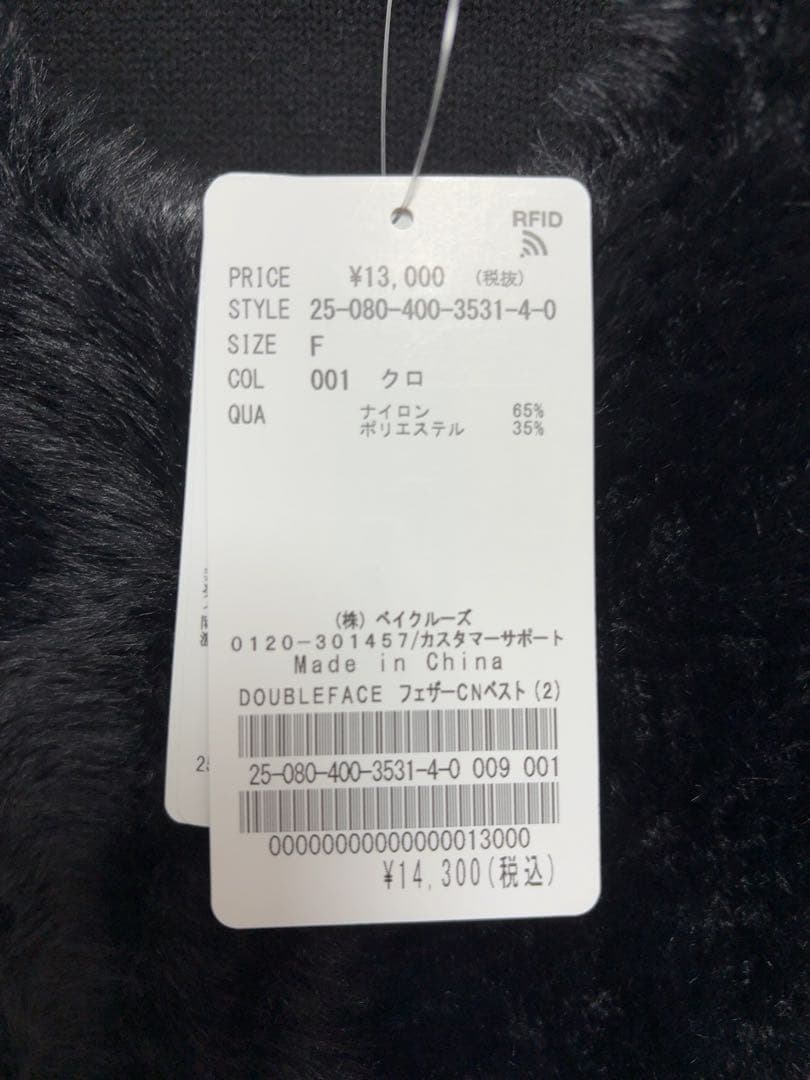 RFID
PRICE ¥13,000 (税抜)
STYLE 25-080-400-3531-4-0
SIZE F
COL 001 クロ
QUA ナイロン 65%
ポリエステル 35%
(株) ベイクルーズ
0120-301457/カスタマーサポート
Made in China
DOUBLEFACE フェザーCNベスト(2)
25-080-400-3531-4-0 009 001
00000000000000013000
¥14,300(税込)